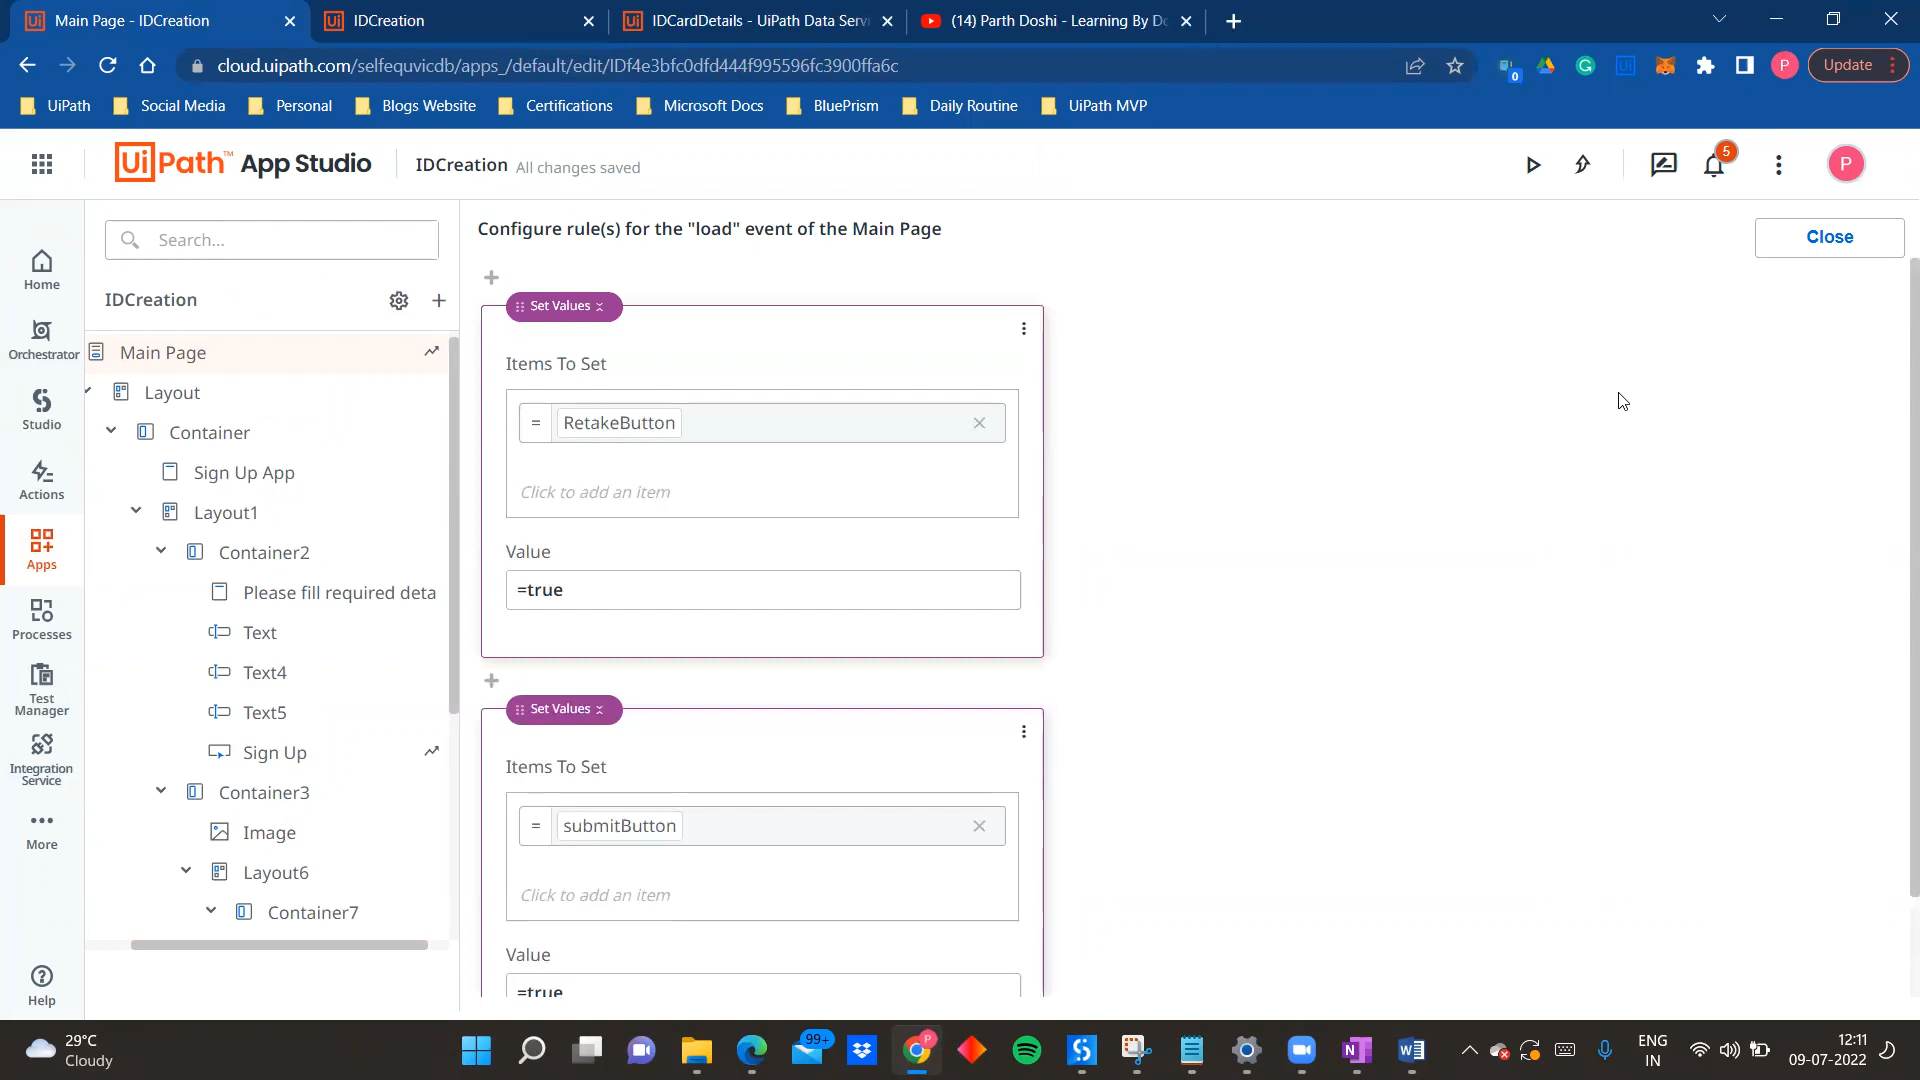 Main Page - IDCreation
IDCreation
IDCardDetails - UiPath Data Serv
(14) Parth Doshi - Learning By Do
cloud.uipath.com/selfequvicdb/apps_/default/edit/IDf4e3bfc0dfd444f995596fc3900ffa6c
0
P
Update
UiPath
Social Media
Personal
Blogs Website
Certifications
Microsoft Docs
BluePrism
Daily Routine
UiPath MVP
UiPath™ App Studio
IDCreation All changes saved
5
P
Search...
IDCreation
Home
Orchestrator
Studio
Actions
Apps
Processes
Test Manager
Integration Service
More
Help
Main Page
Layout
Container
Sign Up App
Layout1
Container2
Please fill required deta
Text
Text4
Text5
Sign Up
Container3
Image
Layout6
Container7
Configure rule(s) for the "load" event of the Main Page
Close
Set Values
Items To Set
= RetakeButton
Click to add an item
Value
=true
Set Values
Items To Set
= submitButton
Click to add an item
Value
=true
29°C
Cloudy
99+
P
ENG
IN
12:11
09-07-2022